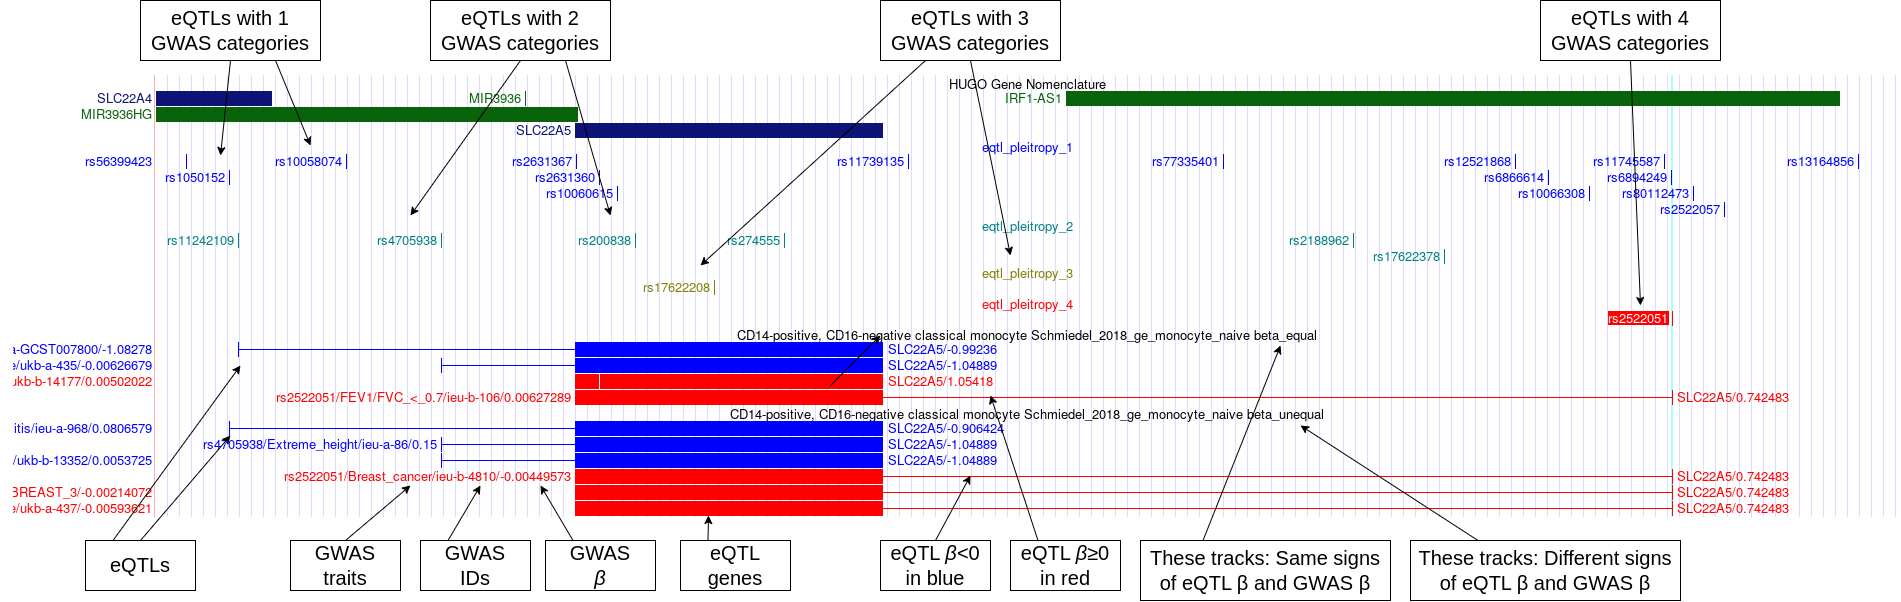 eQTLs with 1
GWAS categories
eQTLs with 2
GWAS categories
eQTLs with 3
GWAS categories
eQTLs with 4
GWAS categories
HUGO Gene Nomenclature
SLC22A4
MIR3936
IRF1-AS1
MIR3936HG
SLC22A5
eqtl_pleitropy_1
rs56399423
rs10058074
rs2631367
rs11739135
rs77335401
rs12521868
rs11745587
rs13164856
rs1050152
rs2631360
rs6866614
rs6894249
rs10060615
rs10066308
rs80112473
rs2522057
eqtl_pleitropy_2
rs11242109
rs4705938
rs200838
rs274555
rs2188962
rs17622378
eqtl_pleitropy_3
rs17622208
eqtl_pleitropy_4
rs2522051
CD14-positive, CD16-negative classical monocyte Schmiedel_2018_ge_monocyte_naive beta_equal
a-GCST007800/-1.08278
SLC22A5/-0.99236
e/ukb-a-435/-0.00626679
SLC22A5/-1.04889
ukb-b-14177/0.00502022
SLC22A5/1.05418
rs2522051/FEV1/FVC_<_0.7/ieu-b-106/0.00627289
SLC22A5/0.742483
CD14-positive, CD16-negative classical monocyte Schmiedel_2018_ge_monocyte_naive beta_unequal
itis/ieu-a-968/0.0806579
SLC22A5/-0.906424
rs4705938/Extreme_height/ieu-a-86/0.15
SLC22A5/-1.04889
/ukb-b-13352/0.0053725
SLC22A5/-1.04889
rs2522051/Breast_cancer/ieu-b-4810/-0.00449573
SLC22A5/0.742483
BREAST_3/-0.00214072
SLC22A5/0.742483
e/ukb-a-437/-0.00593621
SLC22A5/0.742483
eQTLs
GWAS
traits
GWAS
IDs
GWAS
β
eQTL
genes
eQTL β<0
in blue
eQTL β≥0
in red
These tracks: Same signs
of eQTL β and GWAS β
These tracks: Different signs
of eQTL β and GWAS β